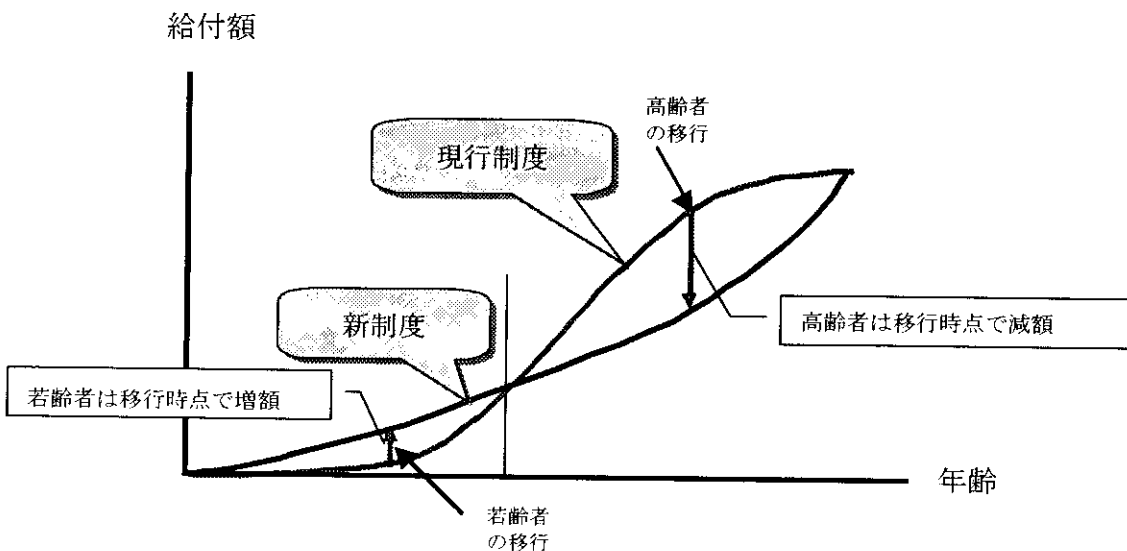 給付額
高齢者
の移行
現行制度
新制度
高齢者は移行時点で減額
若齢者は移行時点で増額
年齢
若齢者
の移行